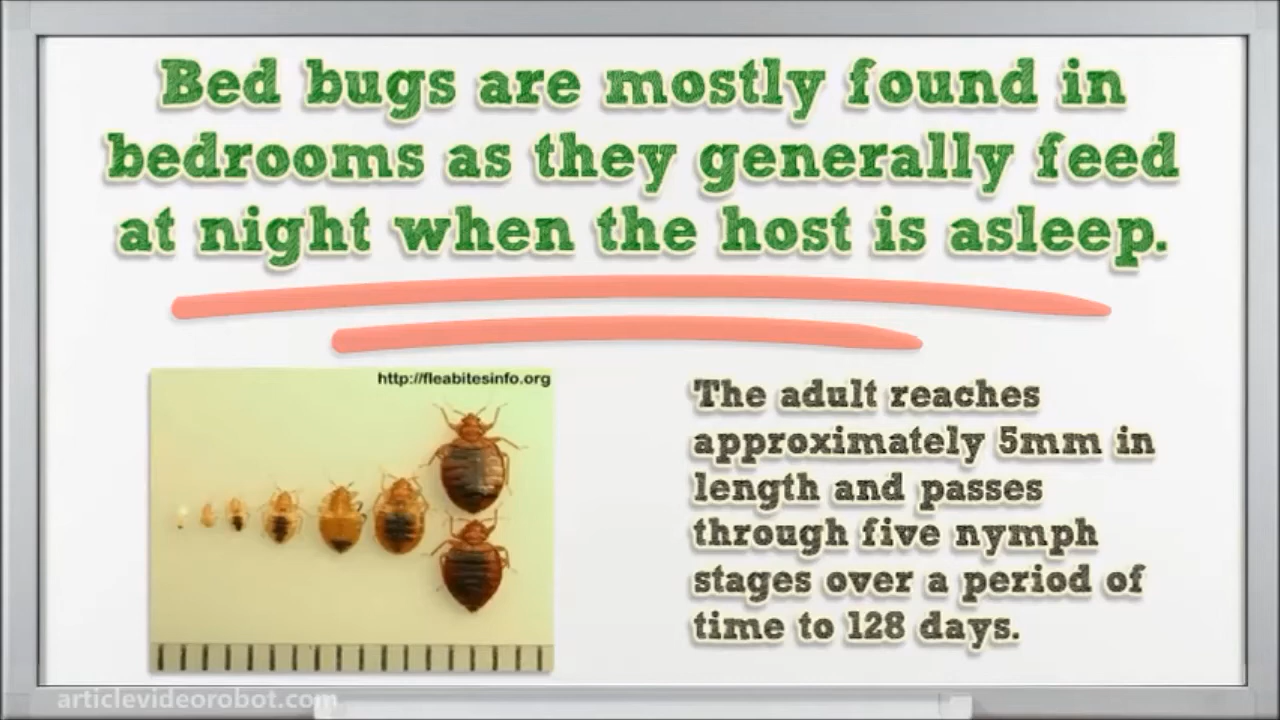 Bed bugs are mostly found in
bedrooms as they generally feed
at night when the host is asleep.
http://fleabitesinfo.org
The adult reaches
approximately 5mm in
length and passes
through five nymph
stages over a period of
time to 128 days.
articlevideorobot.com